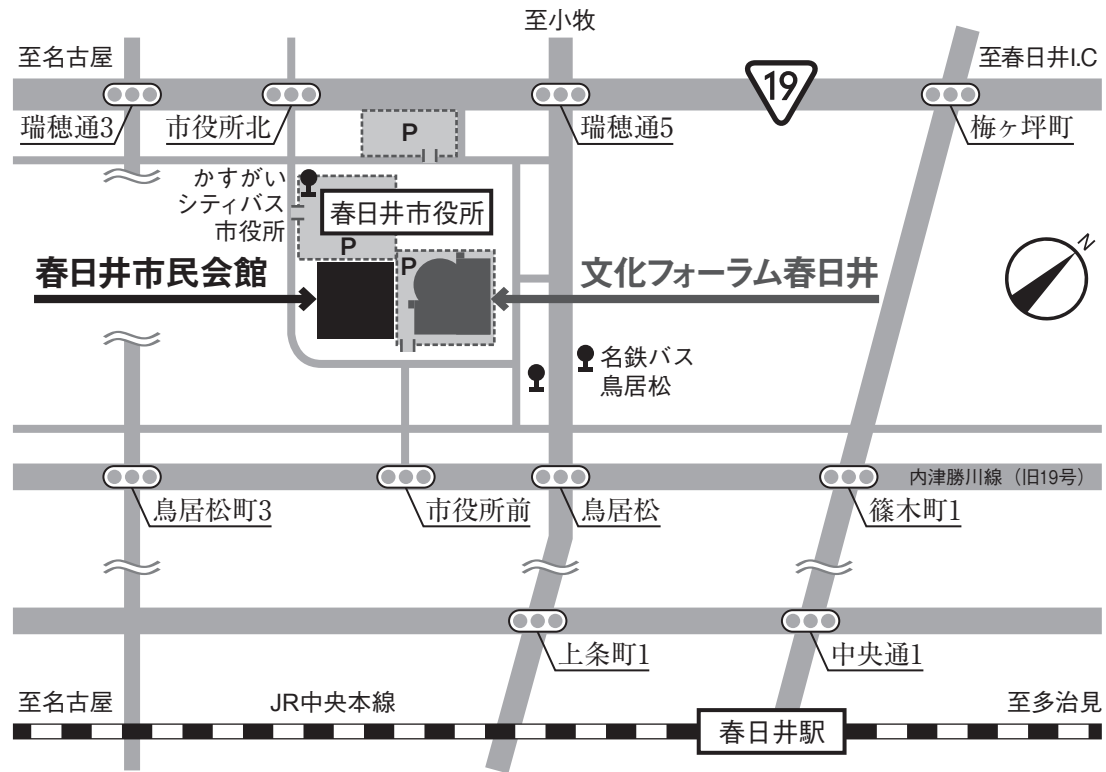 至小牧
至名古屋
至春日井I.C
19
瑞穂通3
市役所北
瑞穂通5
梅ヶ坪町
P
かすがい
シティバス
市役所
春日井市役所
P
春日井市民会館
P
文化フォーラム春日井
N
名鉄バス
鳥居松
内津勝川線（旧19号）
鳥居松町3
市役所前
鳥居松
篠木町1
上条町1
中央通1
至名古屋
JR中央本線
至多治見
春日井駅